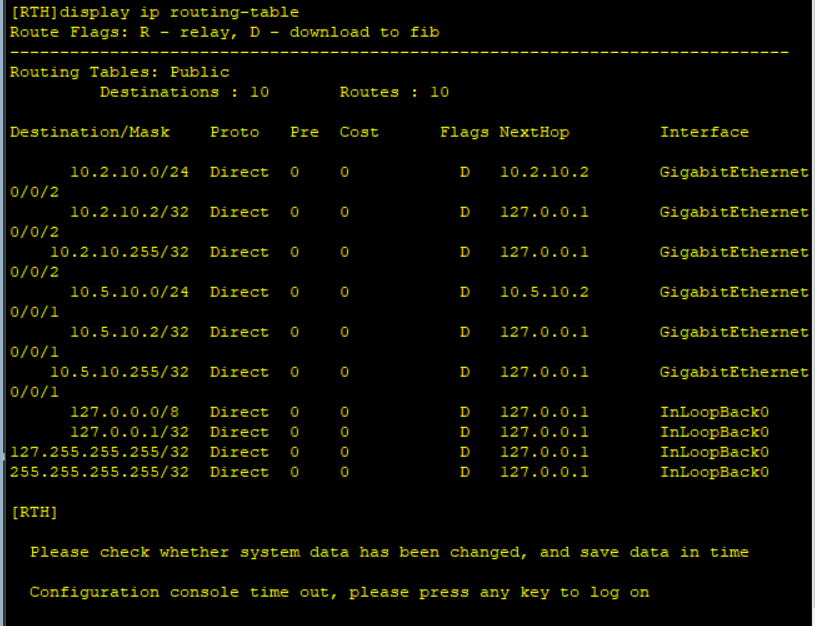 [RTH]display ip routing-table
Route Flags: R - relay, D - download to fib
------------------------------------------------------------------------------
Routing Tables: Public
         Destinations : 10       Routes : 10

Destination/Mask    Proto   Pre  Cost      Flags NextHop         Interface

      10.2.10.0/24  Direct  0    0           D   10.2.10.2       GigabitEthernet
0/0/2
      10.2.10.2/32  Direct  0    0           D   127.0.0.1       GigabitEthernet
0/0/2
    10.2.10.255/32  Direct  0    0           D   127.0.0.1       GigabitEthernet
0/0/2
      10.5.10.0/24  Direct  0    0           D   10.5.10.2       GigabitEthernet
0/0/1
      10.5.10.2/32  Direct  0    0           D   127.0.0.1       GigabitEthernet
0/0/1
    10.5.10.255/32  Direct  0    0           D   127.0.0.1       GigabitEthernet
0/0/1
      127.0.0.0/8   Direct  0    0           D   127.0.0.1       InLoopBack0
      127.0.0.1/32  Direct  0    0           D   127.0.0.1       InLoopBack0
127.255.255.255/32  Direct  0    0           D   127.0.0.1       InLoopBack0
255.255.255.255/32  Direct  0    0           D   127.0.0.1       InLoopBack0

[RTH]

  Please check whether system data has been changed, and save data in time

  Configuration console time out, please press any key to log on